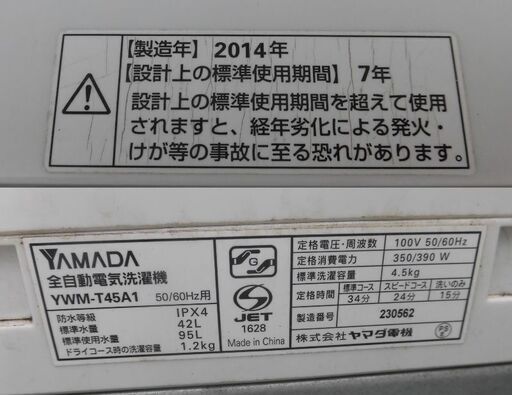 【製造年】2014年
【設計上の標準使用期間】7年
設計上の標準使用期間を超えて使用
されますと、経年劣化による発火・
けが等の事故に至る恐れがあります。
YAMADA
全自動電気洗濯機
YWM-T45A1 50/60Hz用
防水等級 IPX4
標準水量 42L
標準使用水量 95L
ドライコース時の洗濯容量 1.2kg
S
JET
1628
Made in China
定格電圧・周波数 100V 50/60Hz
定格消費電力 350/390 W
標準洗濯容量 4.5kg
定格時間 標準コース スピードコース 洗いのみ
34分 24分 15分
製造番号 230562
株式会社 ヤマダ電機